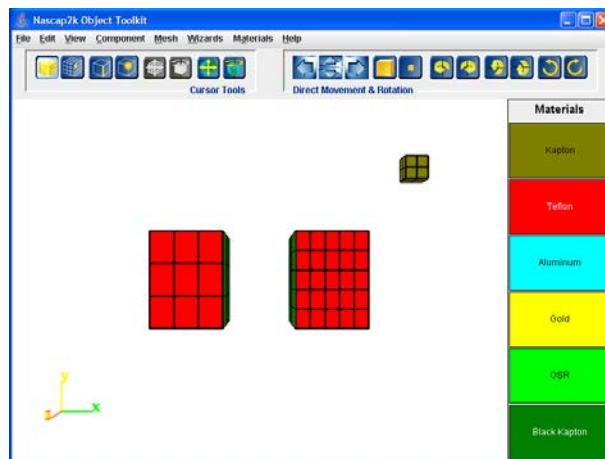 Nascap2k Object Toolkit
File Edit View Component Mesh Wizards Materials Help
Cursor Tools
Direct Movement & Rotation
Materials
Kapton
Teflon
Aluminum
Gold
OSR
Black Kapton
y
z x